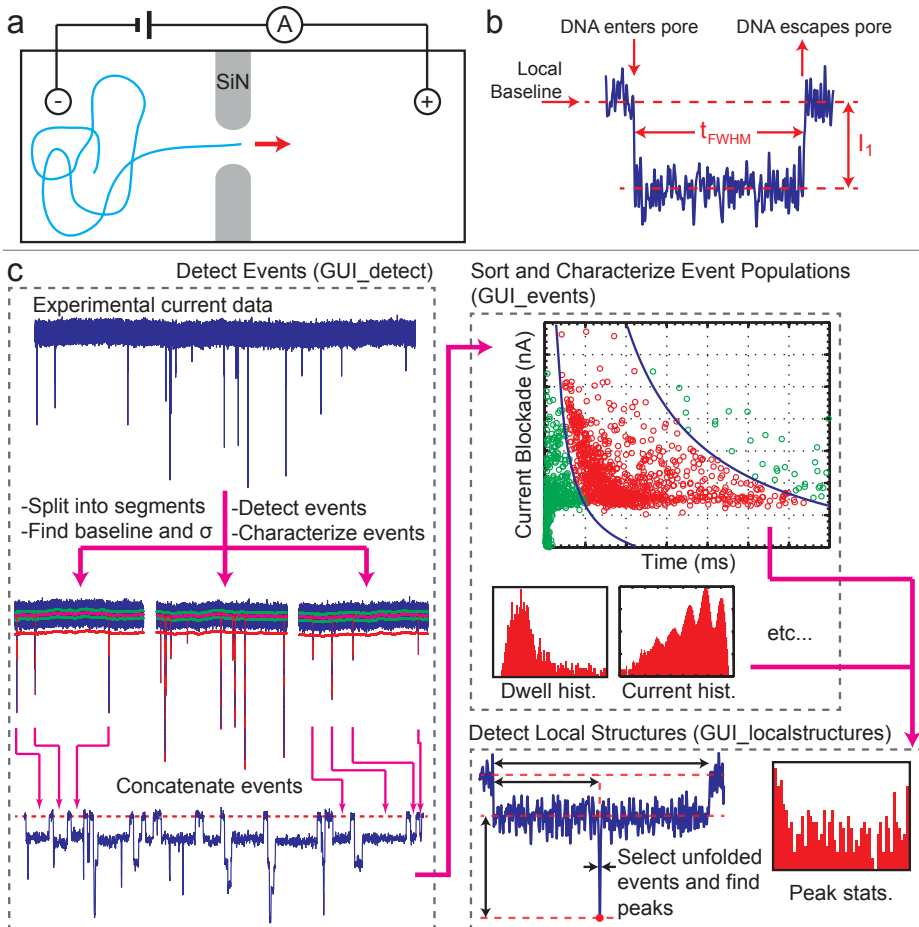 a
A
SiN
-
+
b
DNA enters pore
DNA escapes pore
Local
Baseline
tFWHM
I1
c
Detect Events (GUI_detect)
Experimental current data
-Split into segments
-Find baseline and σ
-Detect events
-Characterize events
Concatenate events
Sort and Characterize Event Populations
(GUI_events)
Current Blockade (nA)
Time (ms)
Dwell hist.
Current hist.
etc...
Detect Local Structures (GUI_localstructures)
Select unfolded
events and find
peaks
Peak stats.